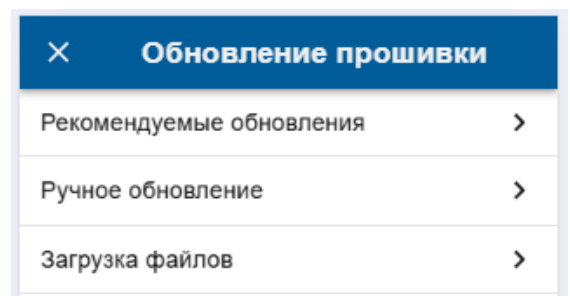 Обновление прошивки
Рекомендуемые обновления
Ручное обновление
Загрузка файлов